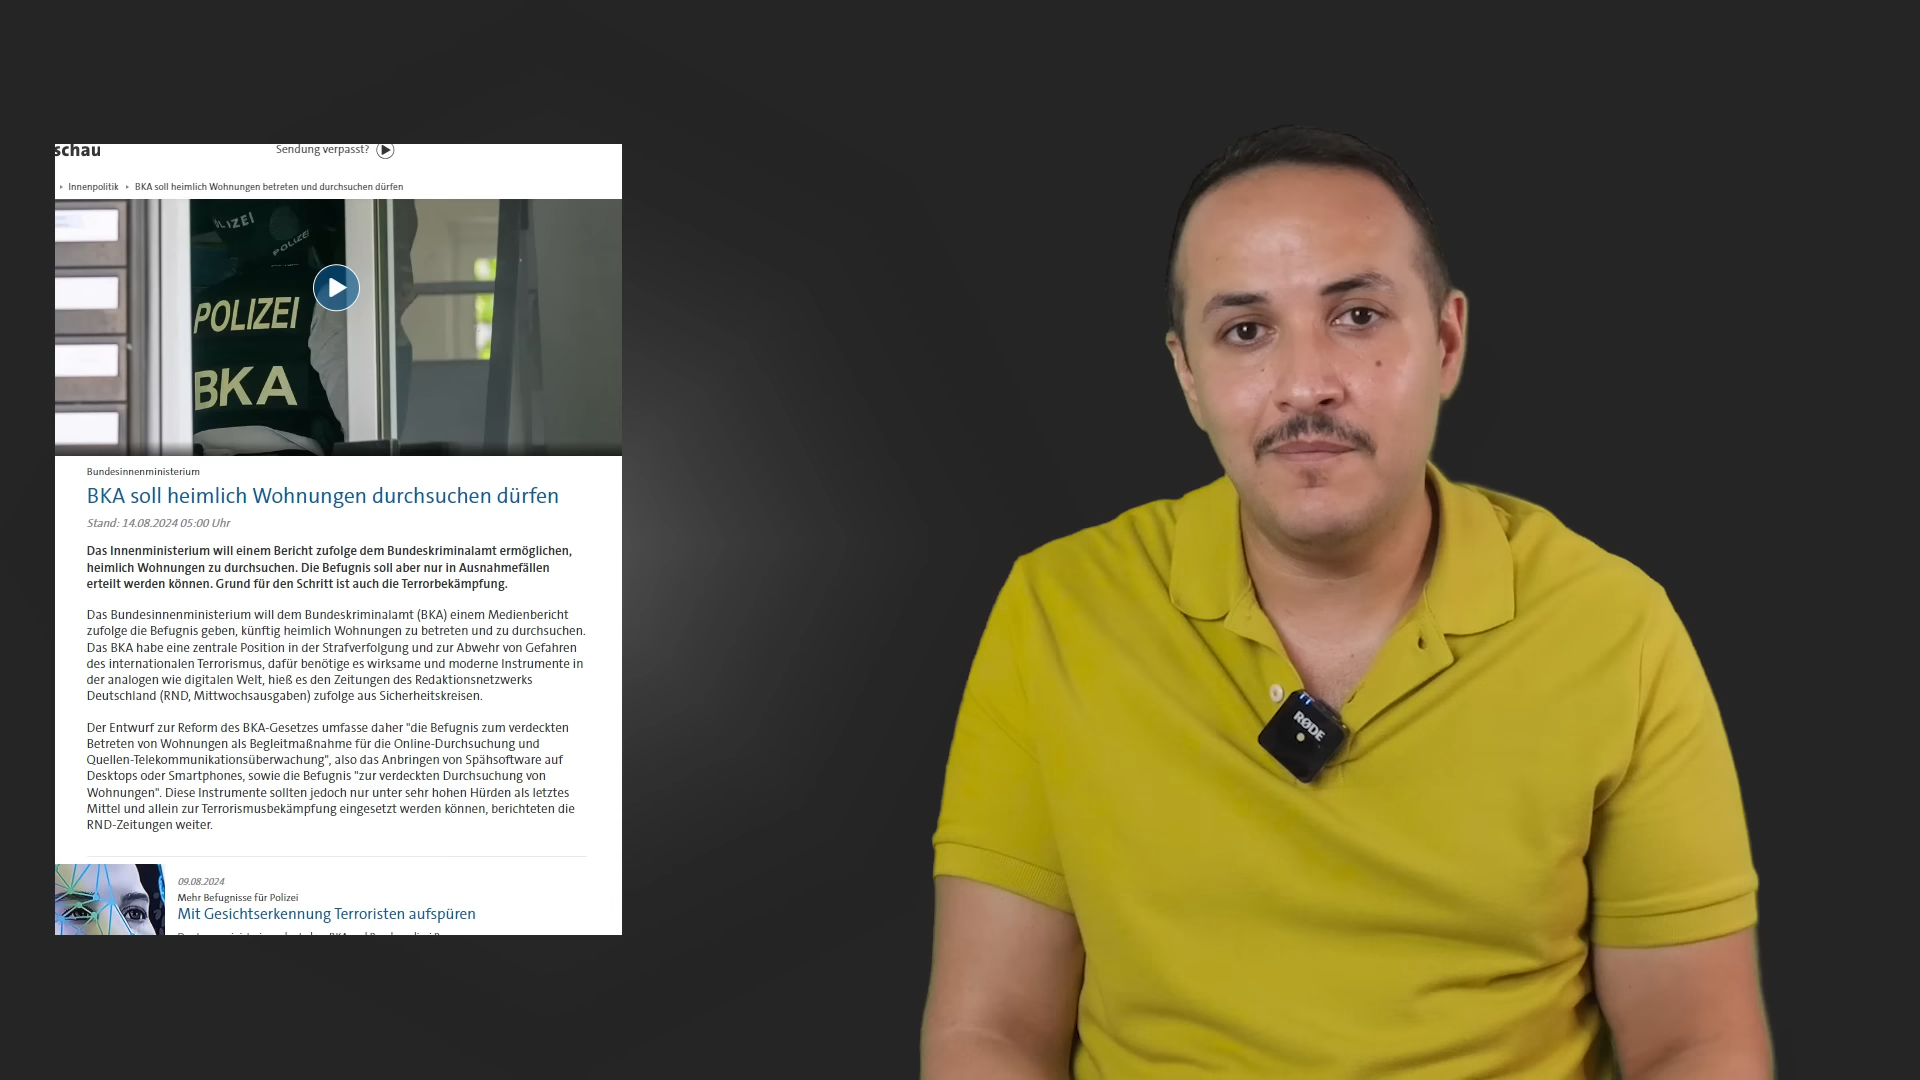 schau
Sendung verpasst?
Innenpolitik
BKA soll heimlich Wohnungen betreten und durchsuchen dürfen
POLIZEI
POLIZEI
BKA
Bundesinnenministerium
BKA soll heimlich Wohnungen durchsuchen dürfen
Stand: 14.08.2024 05:00 Uhr
Das Innenministerium will einem Bericht zufolge dem Bundeskriminalamt ermöglichen,
heimlich Wohnungen zu durchsuchen. Die Befugnis soll aber nur in Ausnahmefällen
erteilt werden können. Grund für den Schritt ist auch die Terrorbekämpfung.
Das Bundesinnenministerium will dem Bundeskriminalamt (BKA) einem Medienbericht
zufolge die Befugnis geben, künftig heimlich Wohnungen zu betreten und zu durchsuchen.
Das BKA habe eine zentrale Position in der Strafverfolgung und zur Abwehr von Gefahren
des internationalen Terrorismus, dafür benötige es wirksame und moderne Instrumente in
der analogen wie digitalen Welt, hieß es den Zeitungen des Redaktionsnetzwerks
Deutschland (RND, Mittwochsausgaben) zufolge aus Sicherheitskreisen.
Der Entwurf zur Reform des BKA-Gesetzes umfasse daher "die Befugnis zum verdeckten
Betreten von Wohnungen als Begleitmaßnahme für die Online-Durchsuchung und
Quellen-Telekommunikationsüberwachung", also das Anbringen von Spähsoftware auf
Desktops oder Smartphones, sowie die Befugnis "zur verdeckten Durchsuchung von
Wohnungen". Diese Instrumente sollten jedoch nur unter sehr hohen Hürden als letztes
Mittel und allein zur Terrorismusbekämpfung eingesetzt werden können, berichteten die
RND-Zeitungen weiter.
09.08.2024
Mehr Befugnisse für Polizei
Mit Gesichtserkennung Terroristen aufspüren
RØDE